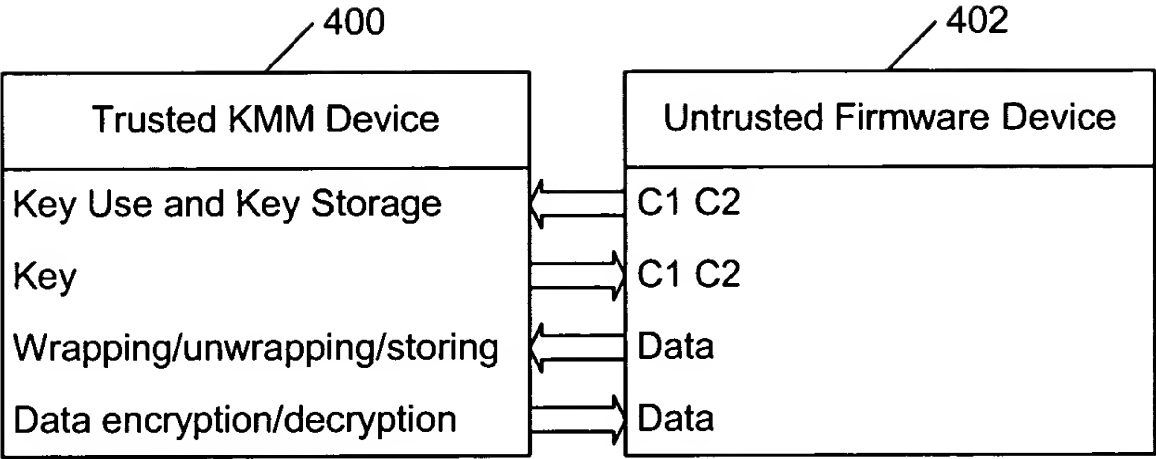 400
402
Trusted KMM Device
Untrusted Firmware Device
Key Use and Key Storage
C1 C2
Key
C1 C2
Wrapping/unwrapping/storing
Data
Data encryption/decryption
Data